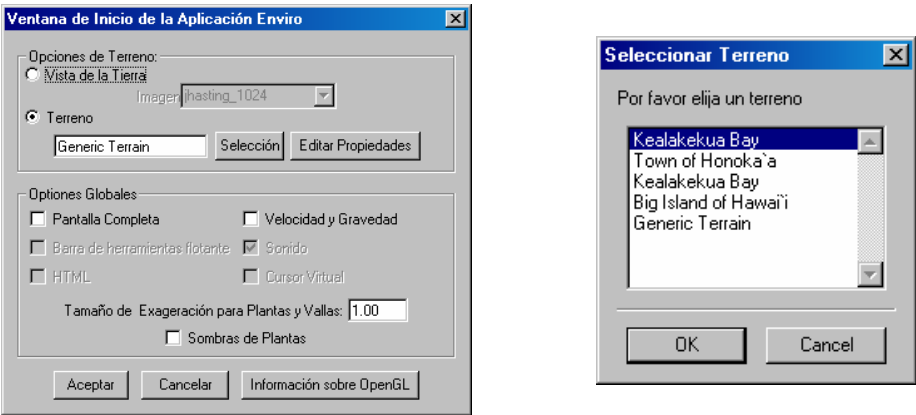 Ventana de Inicio de la Aplicación Enviro
Opciones de Terreno:
Vista de la Tierra
Imagen jhasting_1024
Terreno
Generic Terrain Selección Editar Propiedades
Optiones Globales
Pantalla Completa Velocidad y Gravedad
Barra de herramientas flotante Sonido
HTML Cursor Virtual
Tamaño de Exageración para Plantas y Vallas: 1.00
Sombras de Plantas
Aceptar Cancelar Información sobre OpenGL
Seleccionar Terreno
Por favor elija un terreno
Kealakekua Bay
Town of Honoka`a
Kealakekua Bay
Big Island of Hawai`i
Generic Terrain
OK Cancel